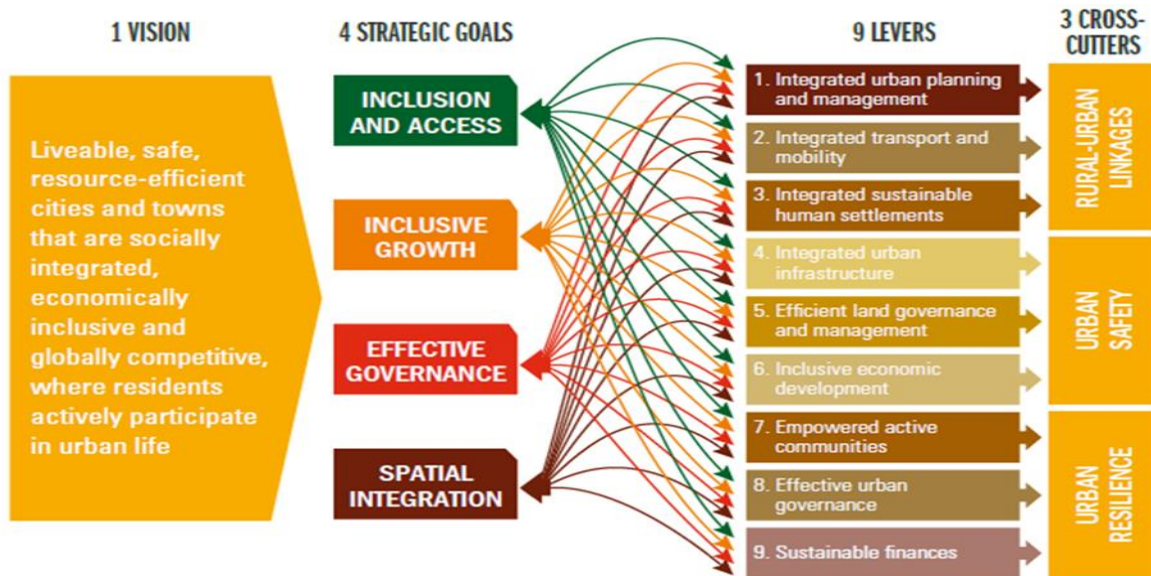 1 VISION
4 STRATEGIC GOALS
9 LEVERS
3 CROSS-
CUTTERS
Liveable, safe,
resource-efficient
cities and towns
that are socially
integrated,
economically
inclusive and
globally competitive,
where residents
actively participate
in urban life
INCLUSION
AND ACCESS
INCLUSIVE
GROWTH
EFFECTIVE
GOVERNANCE
SPATIAL
INTEGRATION
1. Integrated urban planning
and management
2. Integrated transport and
mobility
3. Integrated sustainable
human settlements
4. Integrated urban
infrastructure
5. Efficient land governance
and management
6. Inclusive economic
development
7. Empowered active
communities
8. Effective urban
governance
9. Sustainable finances
RURAL-URBAN
LINKAGES
URBAN
SAFETY
URBAN
RESILIENCE